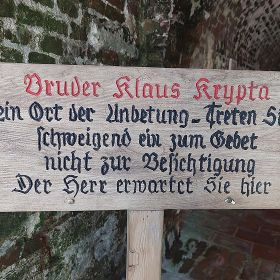 Bruder Klaus Krypta
ein Ort der Anbetung - Treten Si
schweigend ein zum Gebet
nicht zur Besichtigung
Der Herr erwartet Sie hier